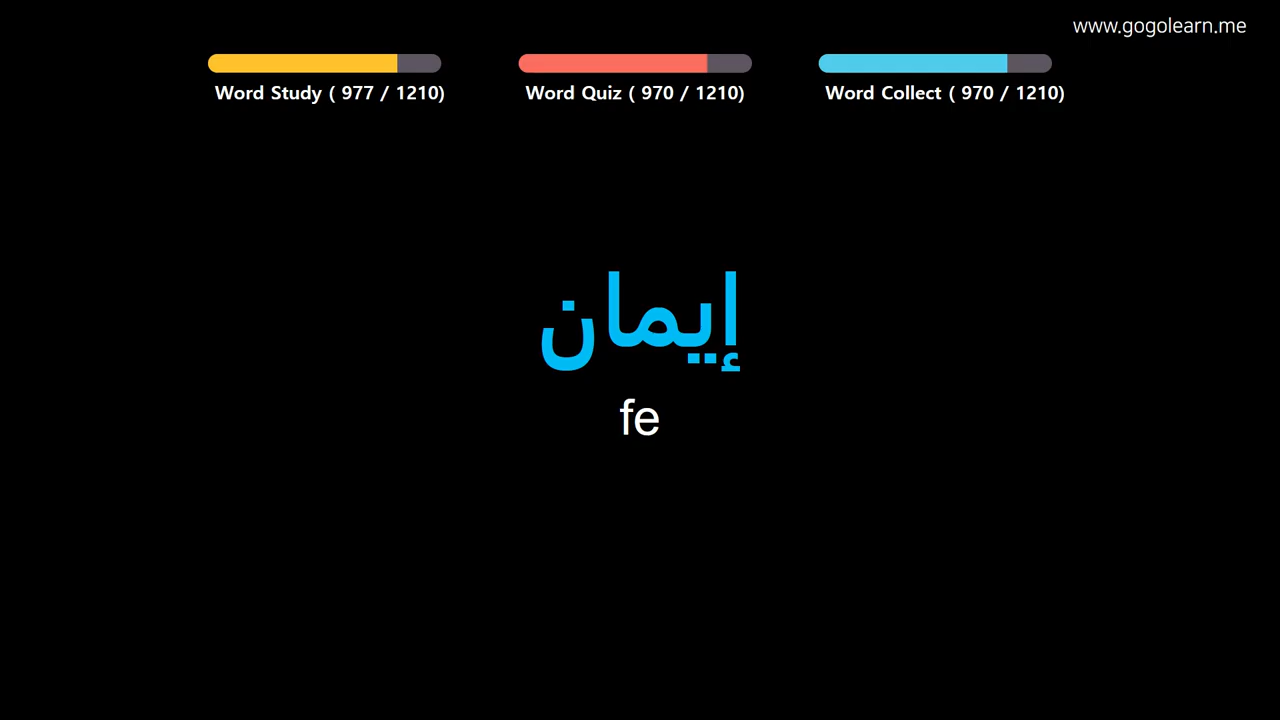 www.gogolearn.me
Word Study ( 977 / 1210)
Word Quiz ( 970 / 1210)
Word Collect ( 970 / 1210)
إيمان
fe